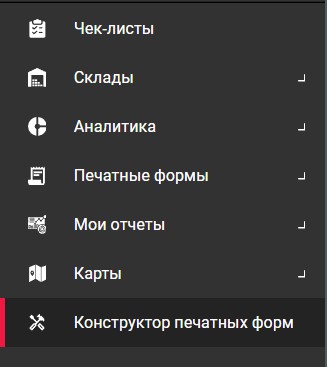 Чек-листы
Склады
Аналитика
Печатные формы
Мои отчеты
Карты
Конструктор печатных форм